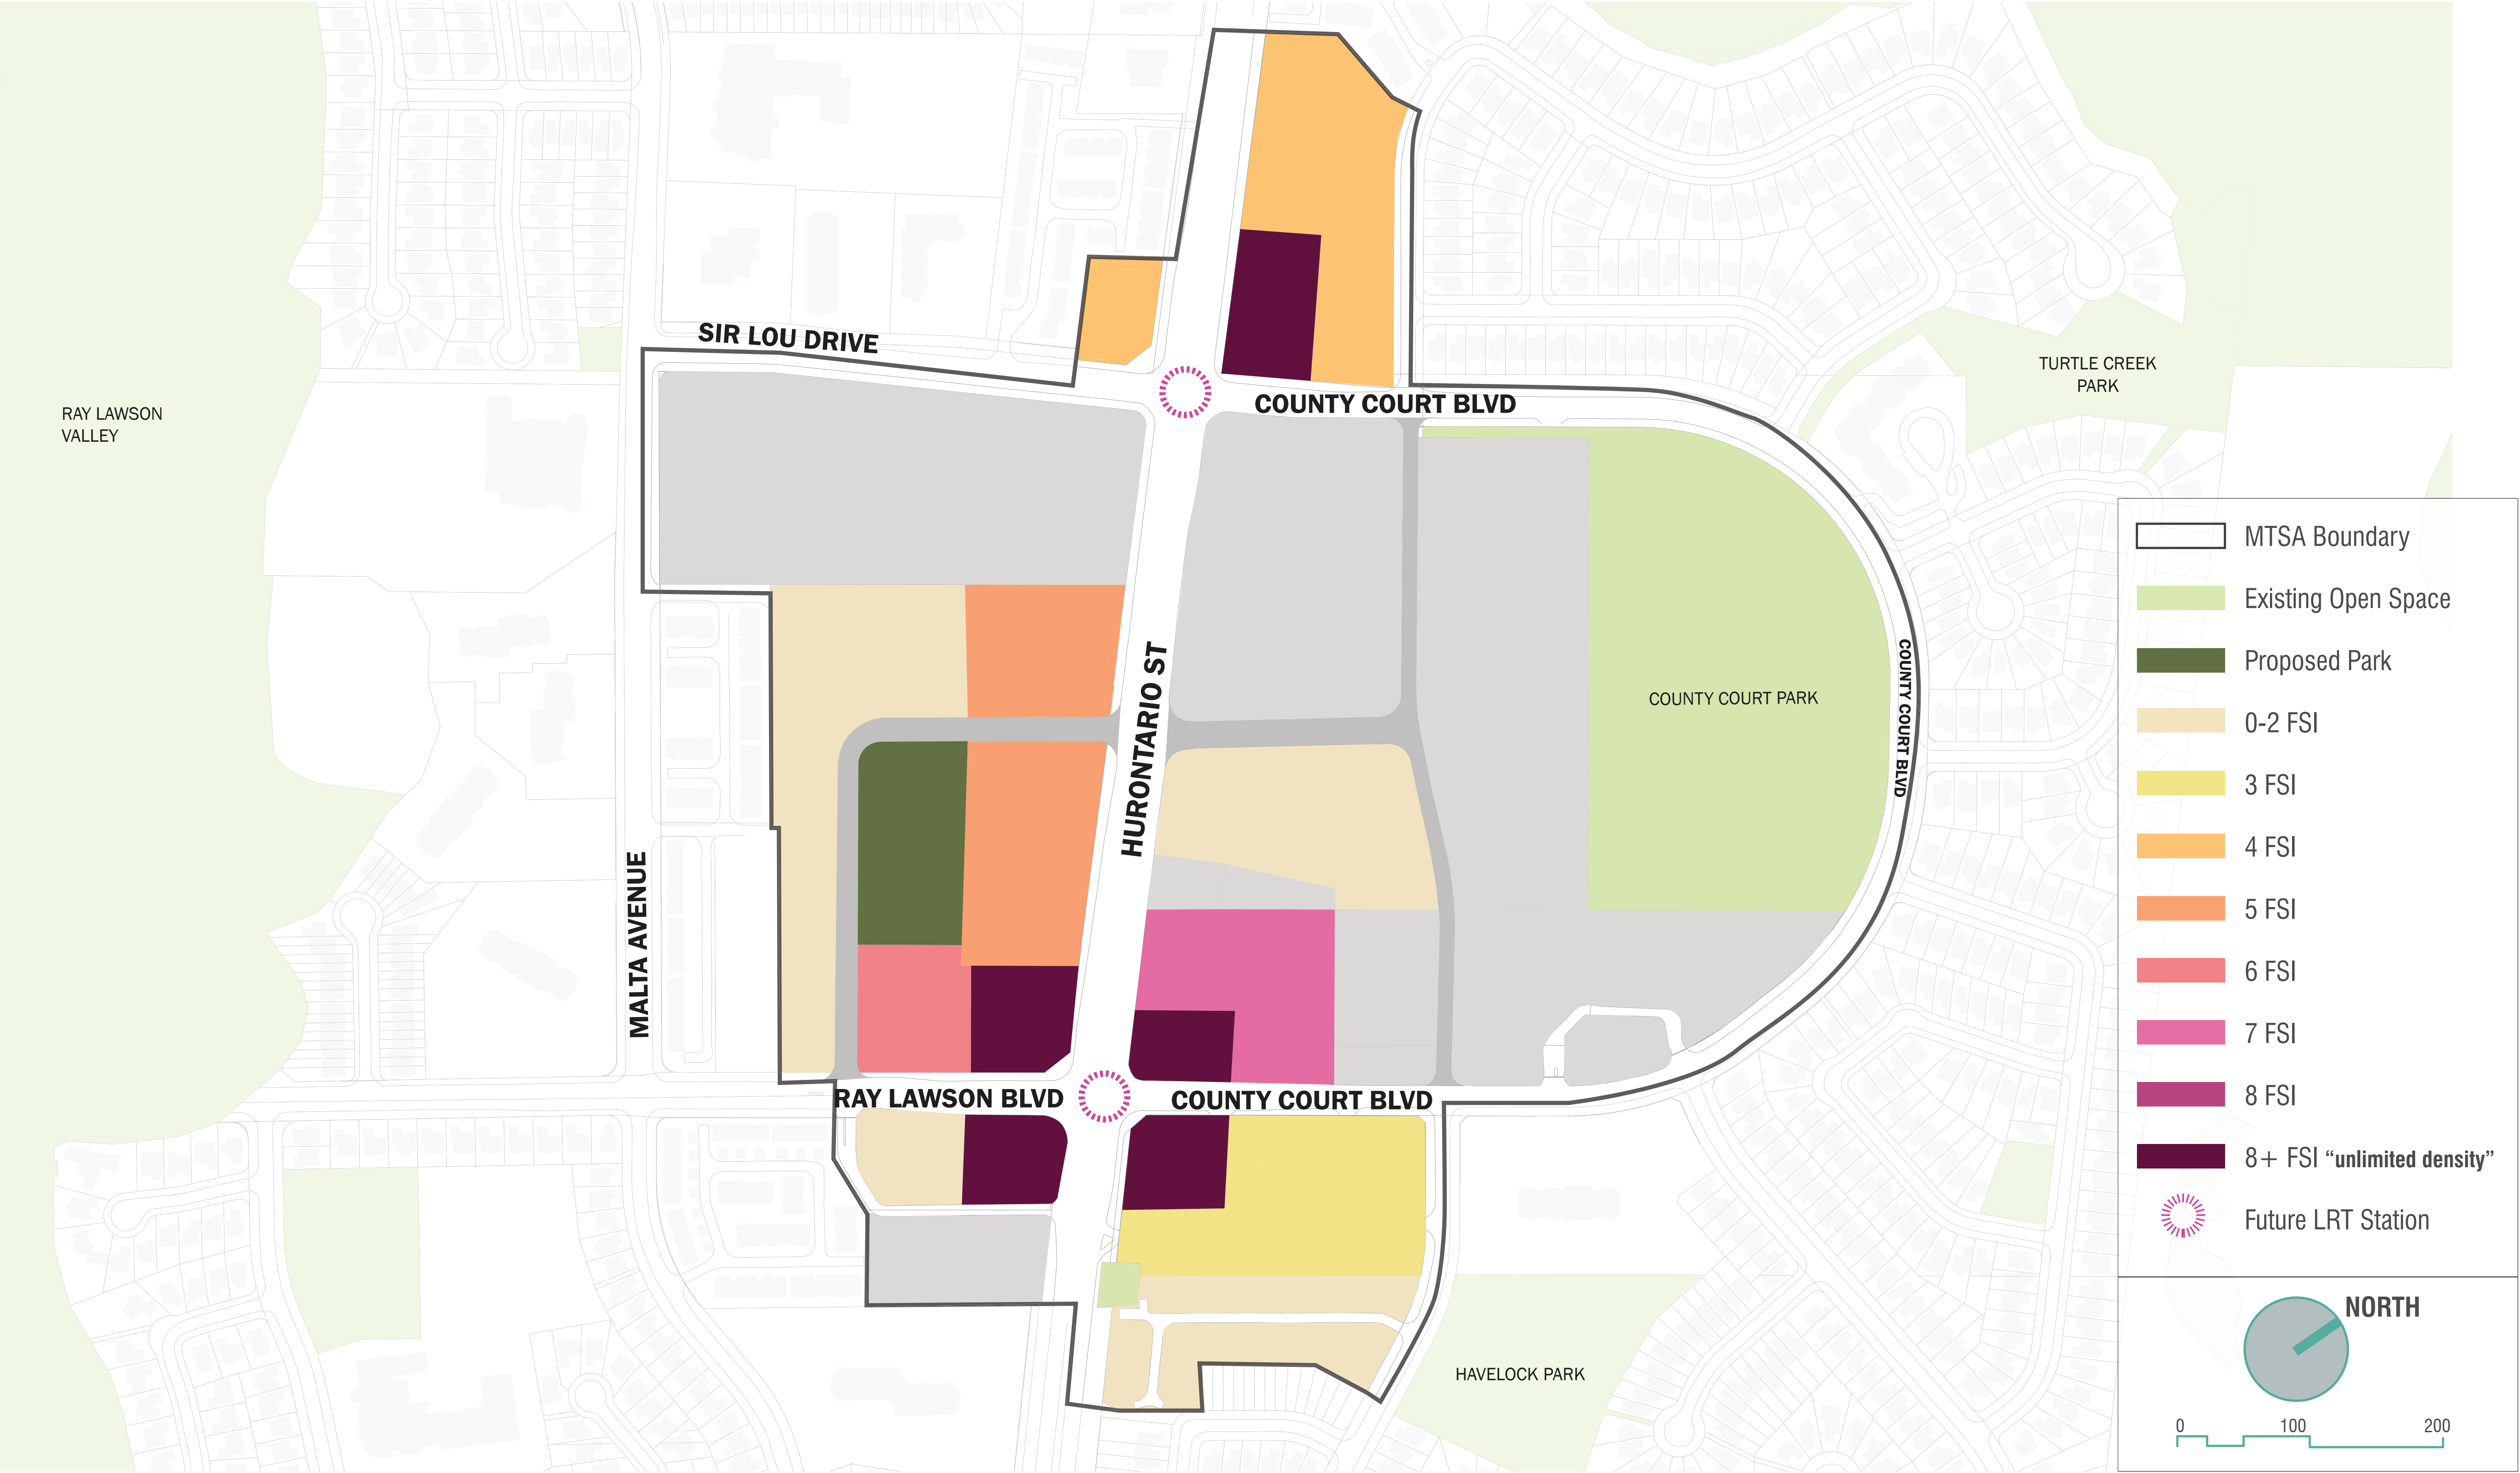 SIR LOU DRIVE
COUNTY COURT BLVD
TURTLE CREEK
PARK
RAY LAWSON
VALLEY
HURONTARIO ST
COUNTY COURT PARK
COUNTY COURT BLVD
MALTA AVENUE
RAY LAWSON BLVD
COUNTY COURT BLVD
HAVELOCK PARK
MTSA Boundary
Existing Open Space
Proposed Park
0-2 FSI
3 FSI
4 FSI
5 FSI
6 FSI
7 FSI
8 FSI
8+ FSI “unlimited density”
Future LRT Station
NORTH
0 100 200